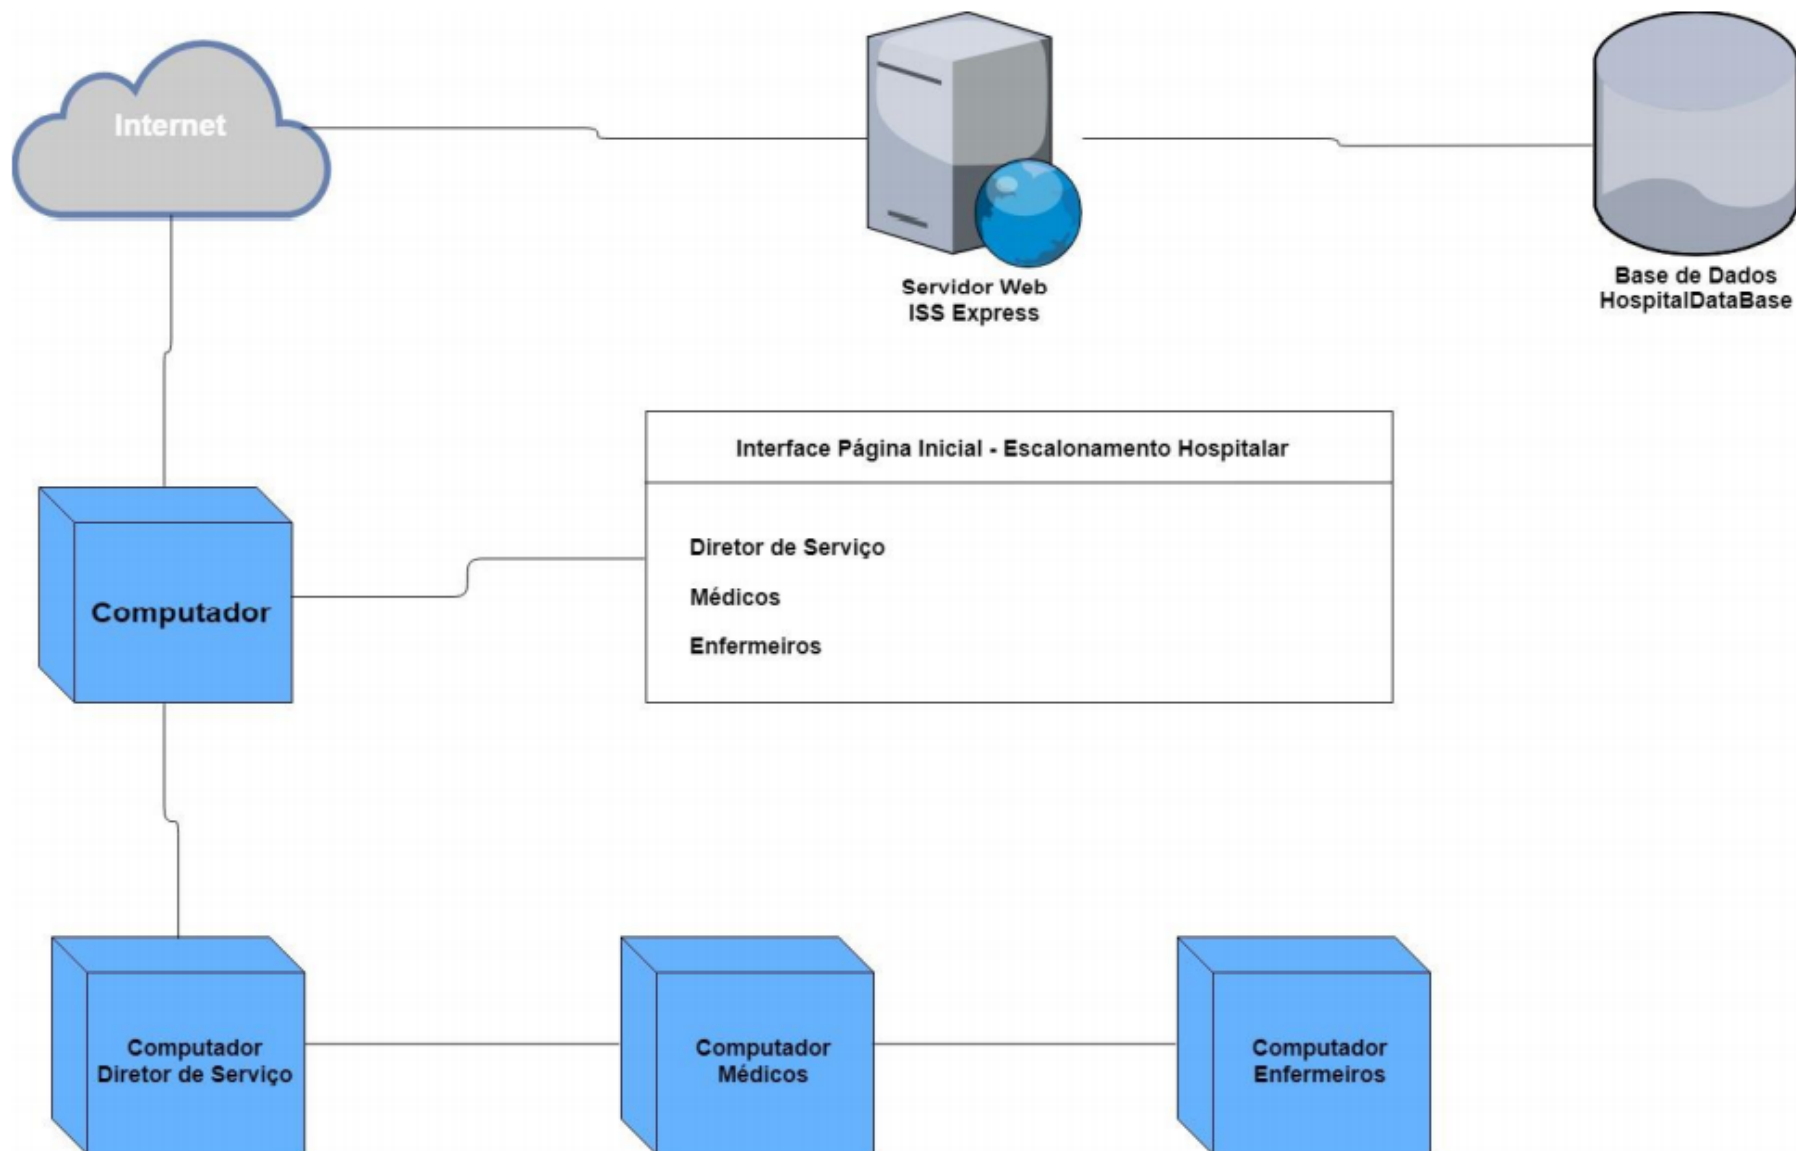 Internet
Servidor Web
ISS Express
Base de Dados
HospitalDataBase
Interface Página Inicial - Escalonamento Hospitalar
Diretor de Serviço
Médicos
Enfermeiros
Computador
Computador
Diretor de Serviço
Computador
Médicos
Computador
Enfermeiros